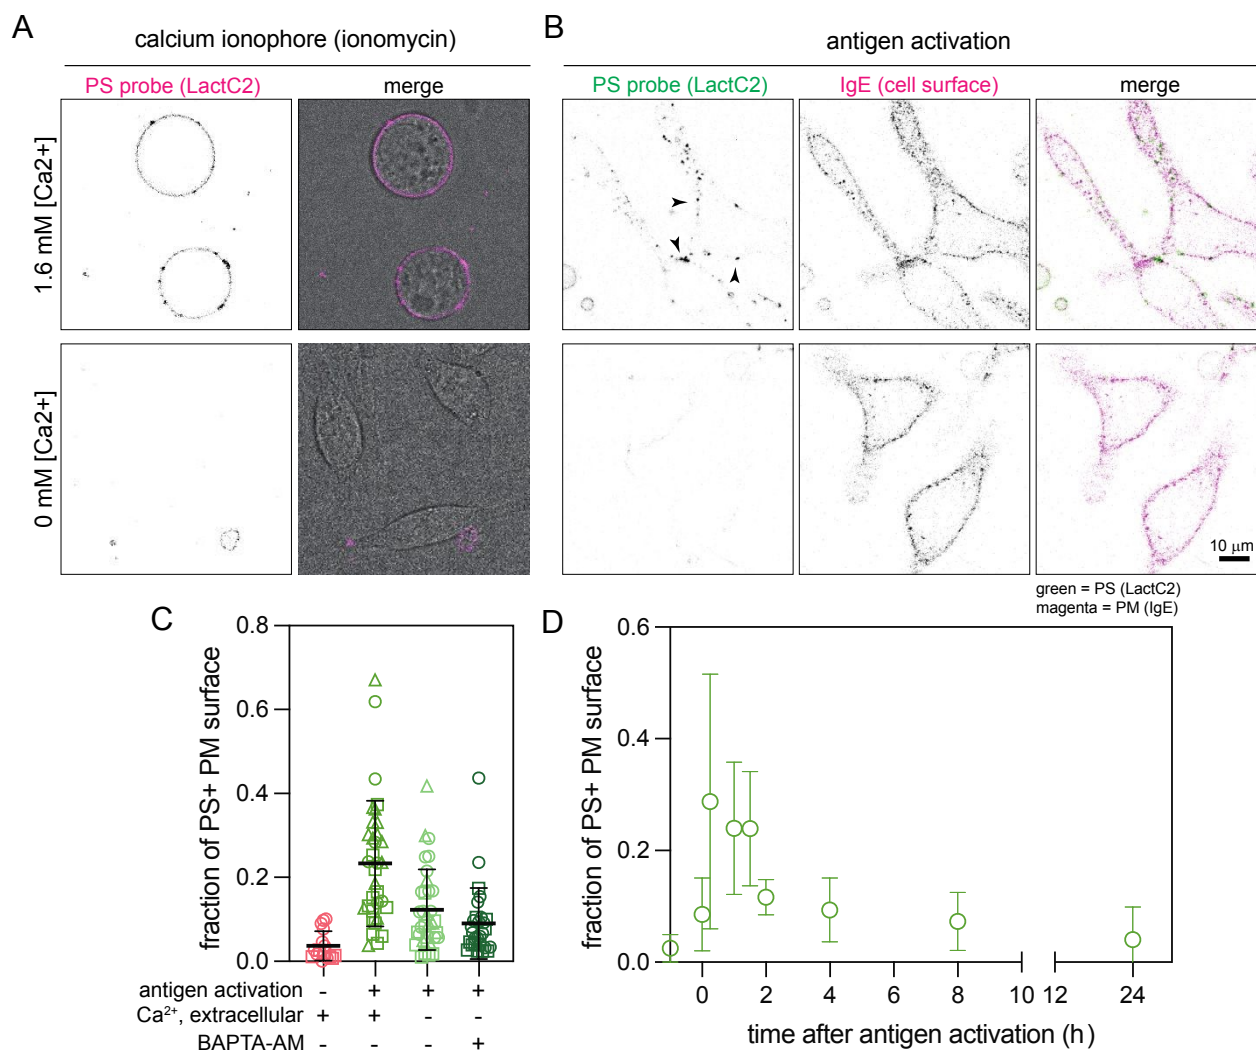 A
calcium ionophore (ionomycin)
PS probe (LactC2)
merge
1.6 mM [Ca2+]
0 mM [Ca2+]
B
antigen activation
PS probe (LactC2)
IgE (cell surface)
merge
10 μm
green = PS (LactC2)
magenta = PM (IgE)
C
fraction of PS+ PM surface
0.8
0.6
0.4
0.2
0.0
antigen activation - + + +
Ca²⁺, extracellular + + - -
BAPTA-AM - - - +
D
fraction of PS+ PM surface
0.6
0.4
0.2
0.0
0 2 4 6 8 10 12 24
time after antigen activation (h)